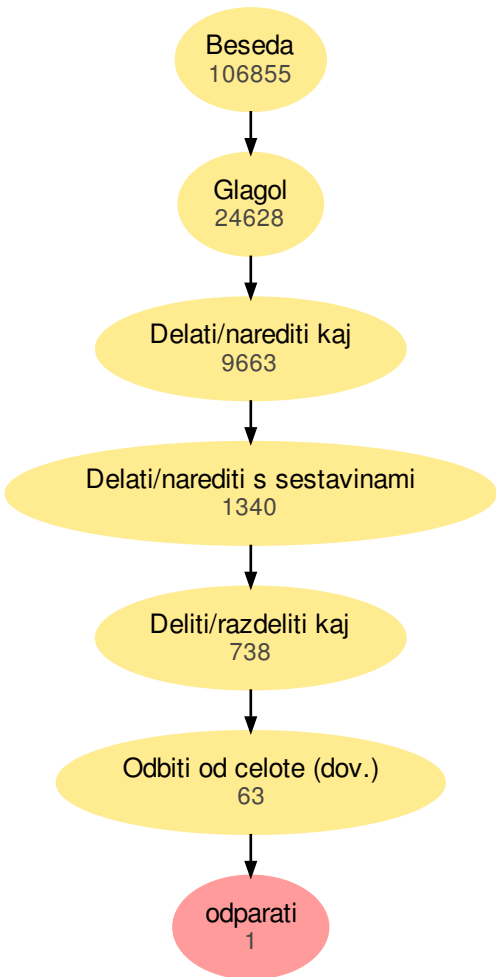 Beseda
106855
Glagol
24628
Delati/narediti kaj
9663
Delati/narediti s sestavinami
1340
Deliti/razdeliti kaj
738
Odbiti od celote (dov.)
63
odparati
1